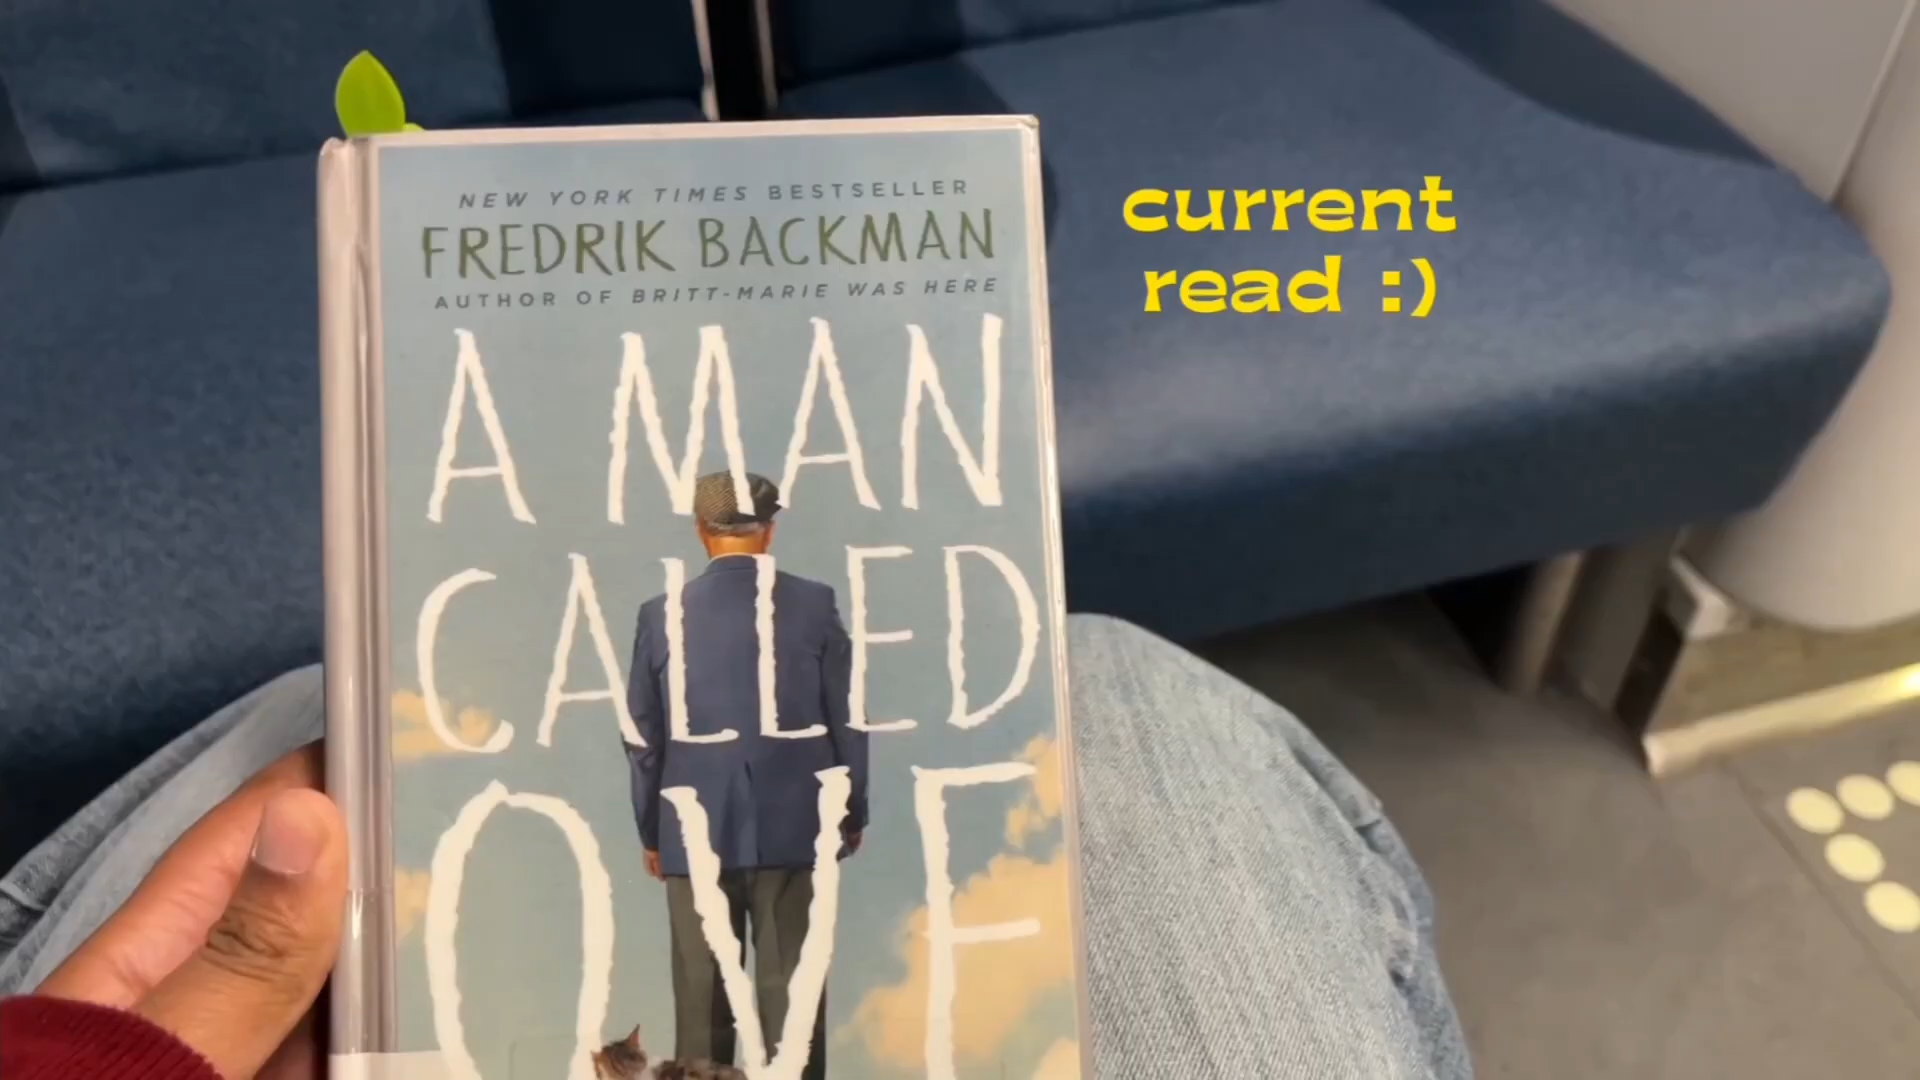 NEW YORK TIMES BESTSELLER
FREDRIK BACKMAN
AUTHOR OF BRITT-MARIE WAS HERE
A MAN
CALLED
OVE
current
read :)